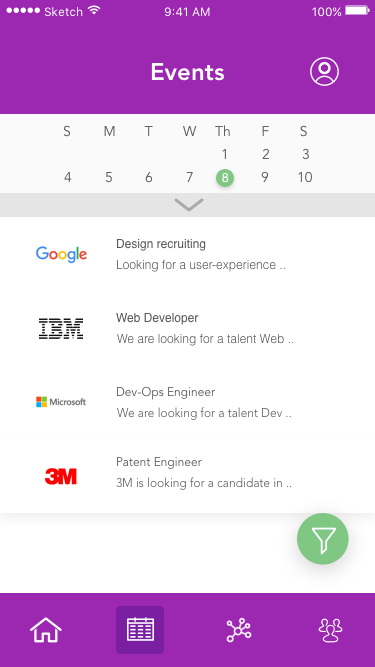 Sketch 9:41 AM 100%
Events
S M T W Th F S
1 2 3
4 5 6 7 8 9 10
Google
Design recruiting
Looking for a user-experience ..
IBM
Web Developer
We are looking for a talent Web ..
Microsoft
Dev-Ops Engineer
We are looking for a talent Dev ..
3M
Patent Engineer
3M is looking for a candidate in ..